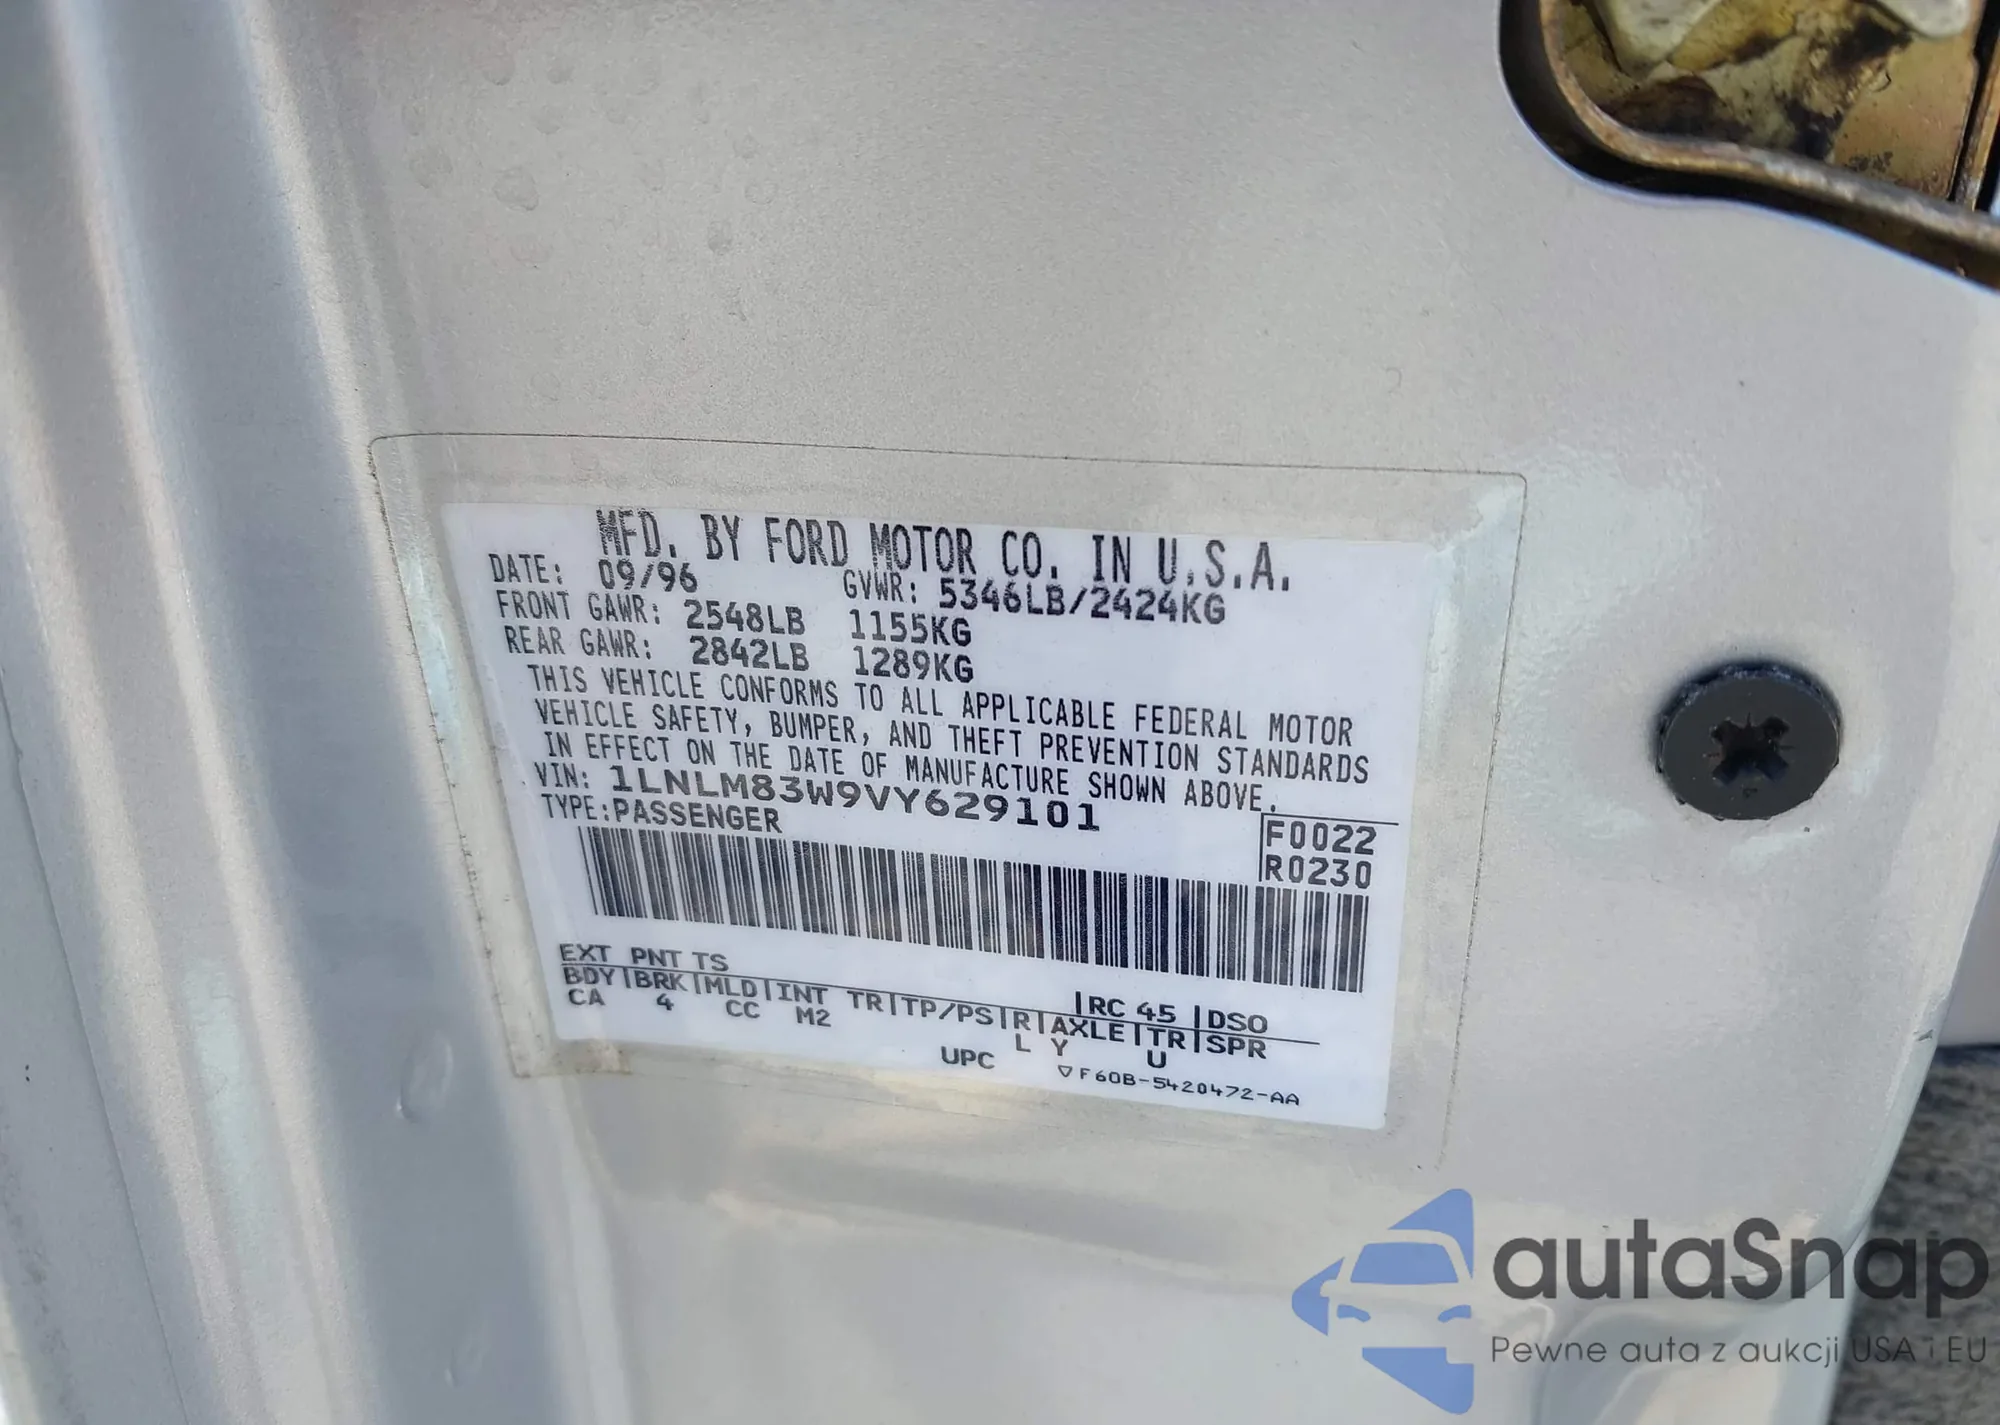 MFD. BY FORD MOTOR CO. IN U.S.A.
DATE: 09/96 GVWR: 5346LB/2424KG
FRONT GAWR: 2548LB 1155KG
REAR GAWR: 2842LB 1289KG
THIS VEHICLE CONFORMS TO ALL APPLICABLE FEDERAL MOTOR
VEHICLE SAFETY, BUMPER, AND THEFT PREVENTION STANDARDS
IN EFFECT ON THE DATE OF MANUFACTURE SHOWN ABOVE.
VIN: 1LNLM83W9VY629101
TYPE: PASSENGER
F0022
R0230
EXT PNT TS RC 45 DSO
BDY BRK MLD INT TR TP/PS R AXLE TR SPR
CA 4 CC M2 L Y U
UPC ▽F60B-5420472-AA
autaSnap
Pewne auta z aukcji USA i EU